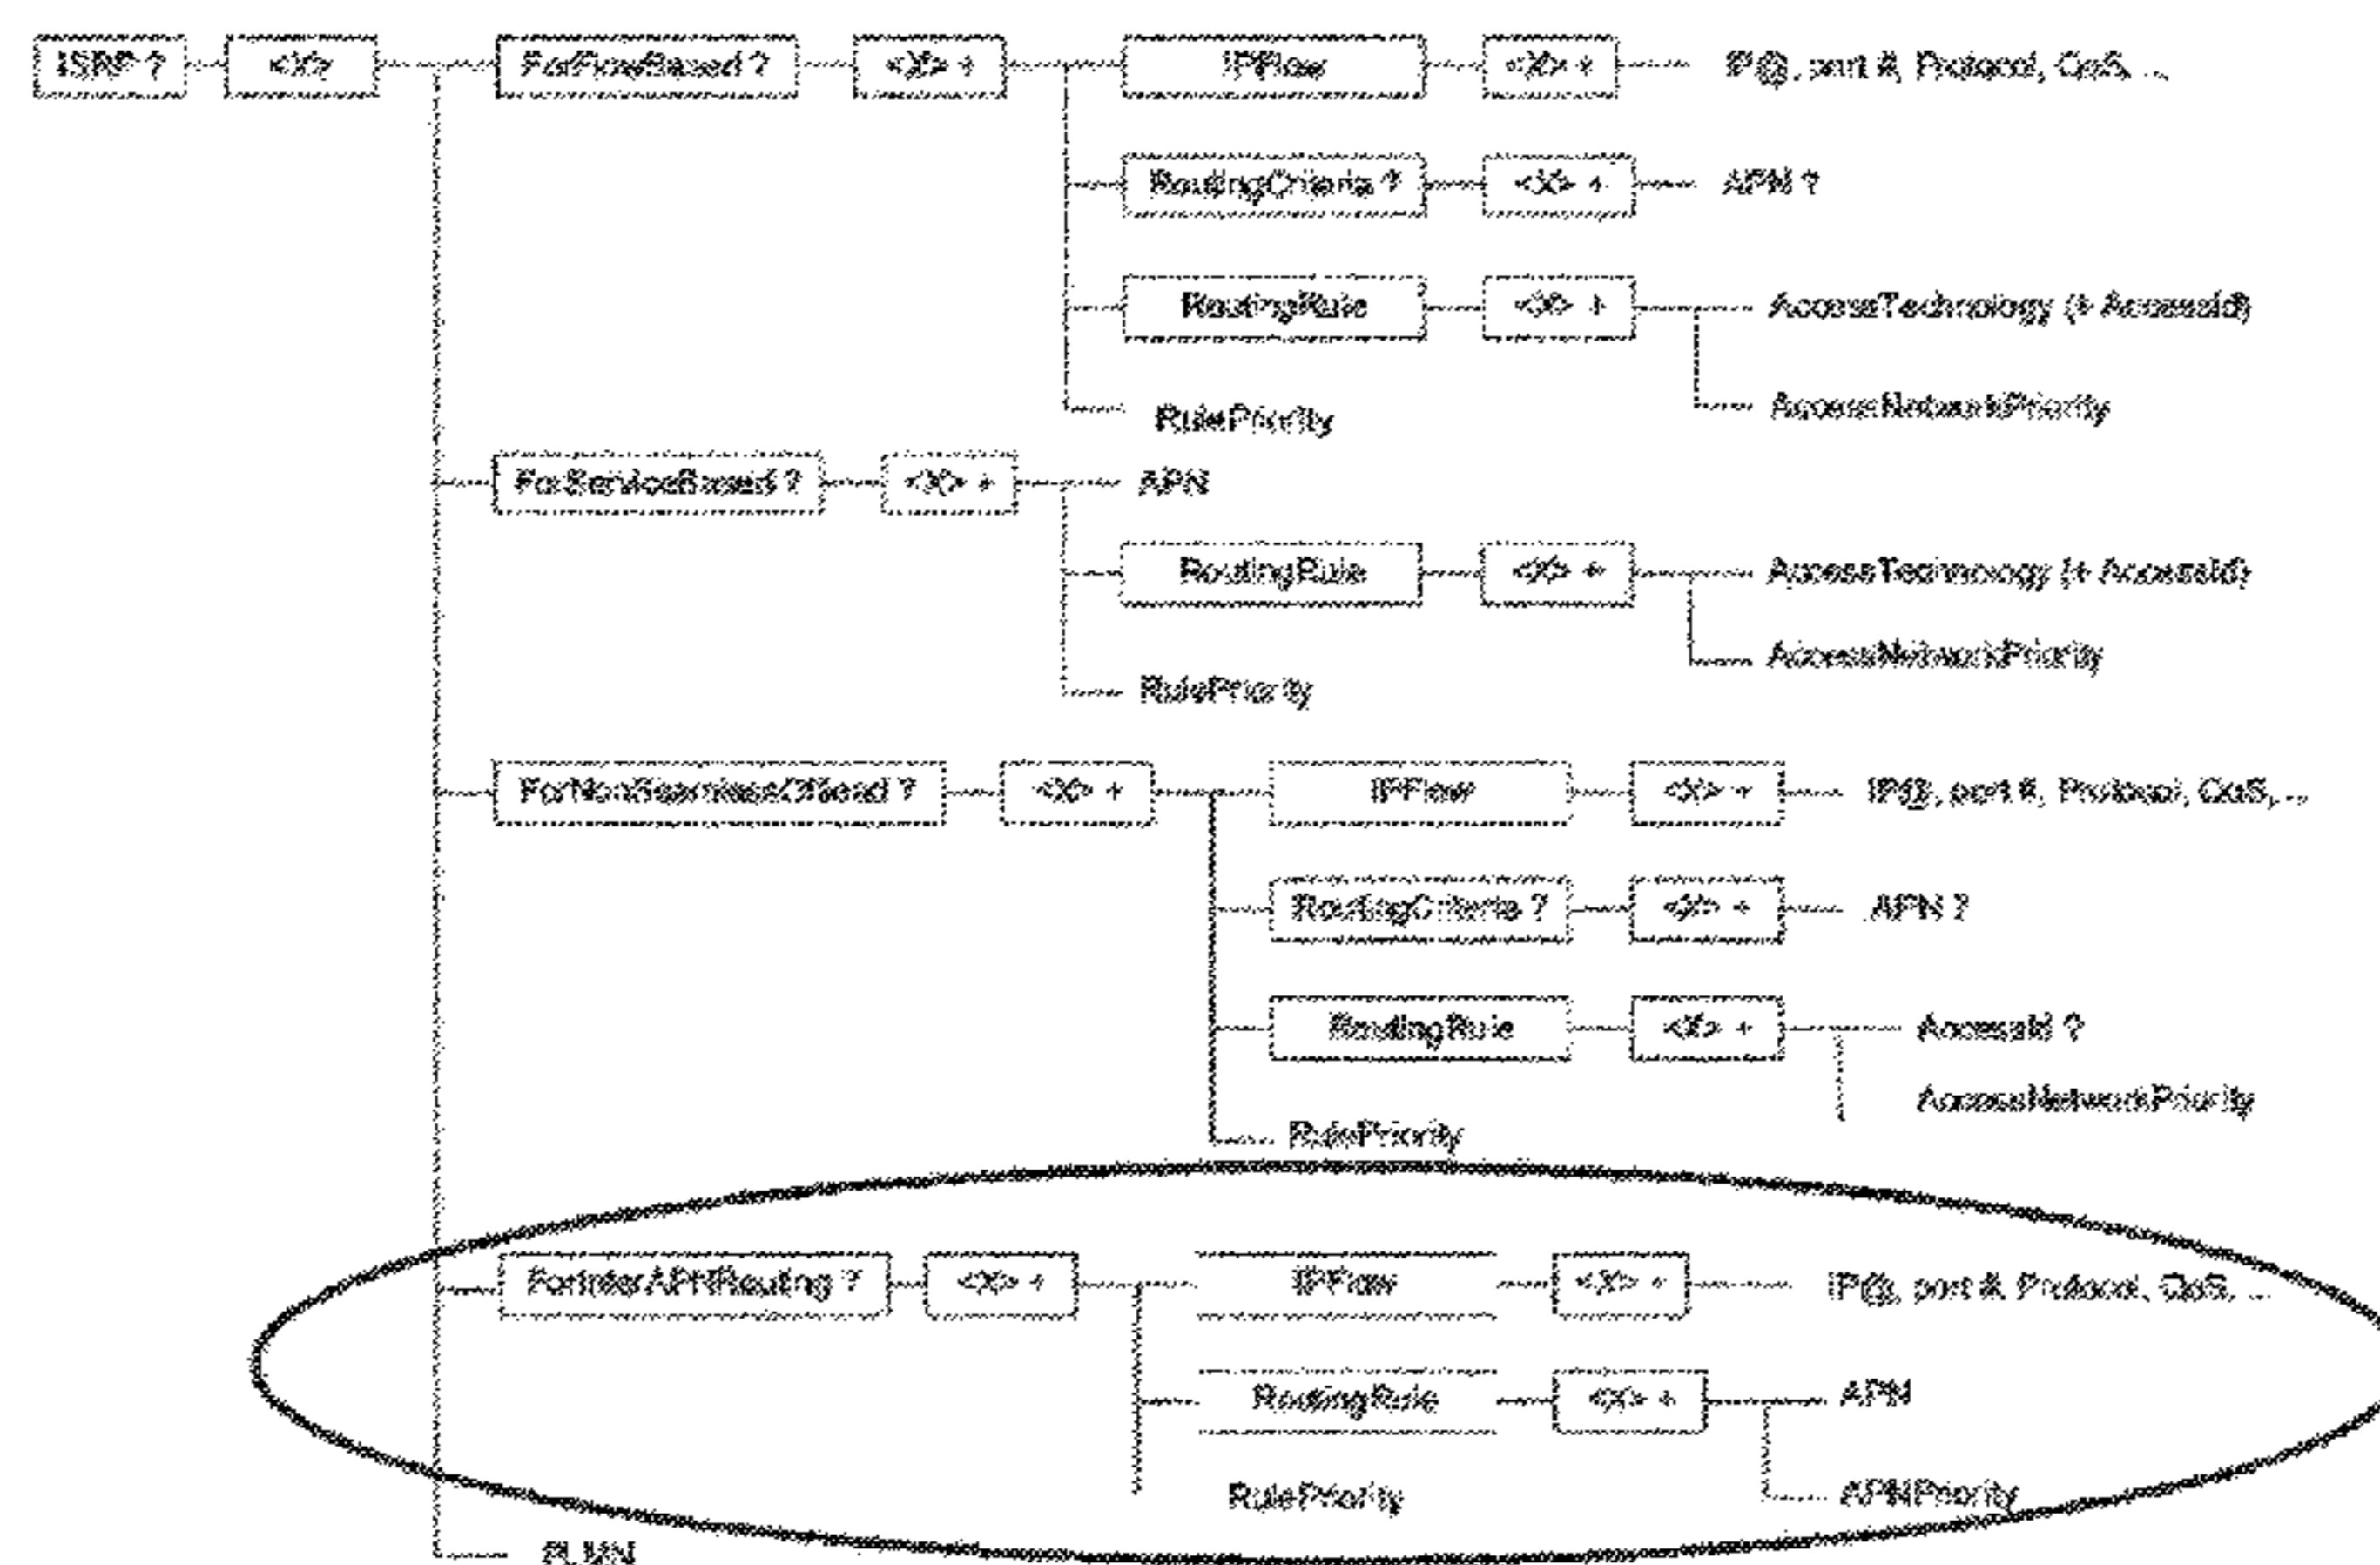 ISRP ? <X> ForFlowBased ? <X> + IPFlow <X> + IP@, port #, Protocol, QoS, ...
RoutingCriteria ? <X> + APN ?
RoutingRule <X> + AccessTechnology (+ AccessId)
AccessNetworkPriority
RulePriority
ForServiceBased ? <X> + APN
RoutingRule <X> + AccessTechnology (+ AccessId)
AccessNetworkPriority
RulePriority
ForNonSeamlessOffload ? <X> + IPFlow <X> + IP@, port #, Protocol, QoS, ...
RoutingCriteria ? <X> + APN ?
RoutingRule <X> + AccessId ?
AccessNetworkPriority
RulePriority
ForInterAPNRouting ? <X> + IPFlow <X> + IP@, port #, Protocol, QoS, ...
RoutingRule <X> + APN
RulePriority APNPriority
PLMN